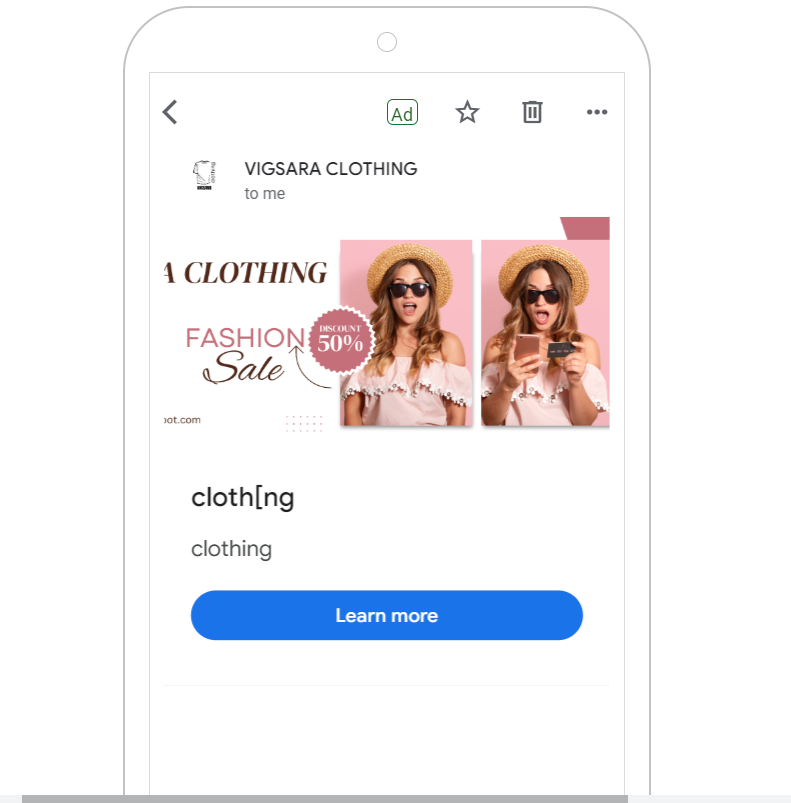 Ad
VIGSARA CLOTHING
to me
A CLOTHING
FASHION
Sale
DISCOUNT
50%
oot.com
cloth[ng
clothing
Learn more